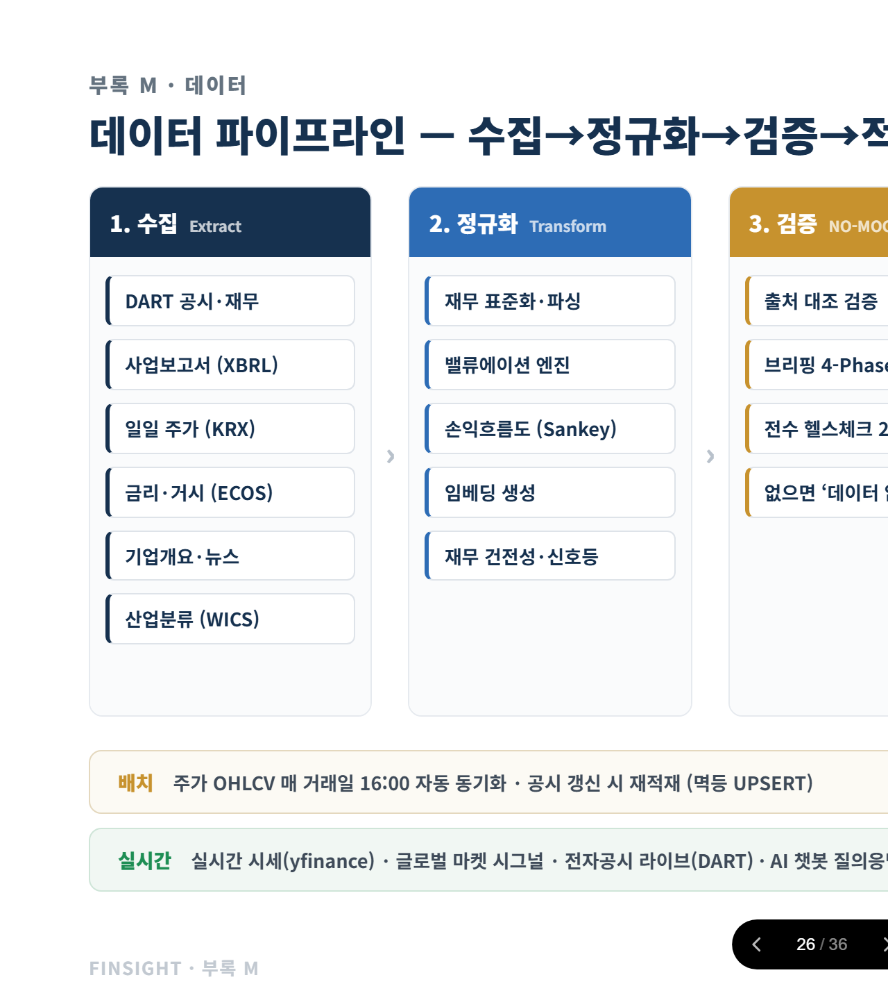 부록 M · 데이터
데이터 파이프라인 — 수집→정규화→검증→적
1. 수집 Extract
DART 공시·재무
사업보고서 (XBRL)
일일 주가 (KRX)
금리·거시 (ECOS)
기업개요·뉴스
산업분류 (WICS)
›
2. 정규화 Transform
재무 표준화·파싱
밸류에이션 엔진
손익흐름도 (Sankey)
임베딩 생성
재무 건전성·신호등
›
3. 검증 NO-MOC
출처 대조 검증
브리핑 4-Phase
전수 헬스체크 2
없으면 ‘데이터
배치 주가 OHLCV 매 거래일 16:00 자동 동기화 · 공시 갱신 시 재적재 (멱등 UPSERT)
실시간 실시간 시세(yfinance) · 글로벌 마켓 시그널 · 전자공시 라이브(DART) · AI 챗봇 질의응
26 / 36
FINSIGHT · 부록 M